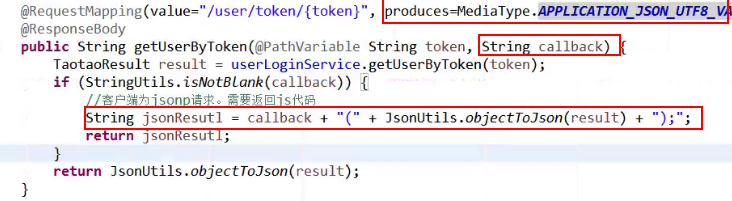 @RequestMapping(value="/user/token/{token}", produces=MediaType.APPLICATION_JSON_UTF8_VA
@ResponseBody
public String getUserByToken(@PathVariable String token, String callback) {
TaotaoResult result = userLoginService.getUserByToken(token);
if (StringUtils.isNotBlank(callback)) {
//客户端为jsonp请求。需要返回js代码
String jsonResutl = callback + "(" + JsonUtils.objectToJson(result) + ");";
return jsonResutl;
}
return JsonUtils.objectToJson(result);
}